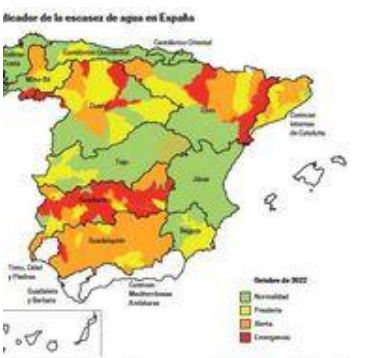 dicador de la escasez de agua en España
Cantábrico Oriental
Cantábrico Occidental
Galicia
Costa
Miño-Sil
Duero
Ebro
Cuencas
Internas
de Cataluña
Tajo
Júcar
Guadiana
Segura
Guadalquivir
Tinto, Odiel
y Piedras
Guadalete
y Barbate
Cuencas
Mediterráneas
Andaluzas
Octubre de 2022
Normalidad
Prealerta
Alerta
Emergencia